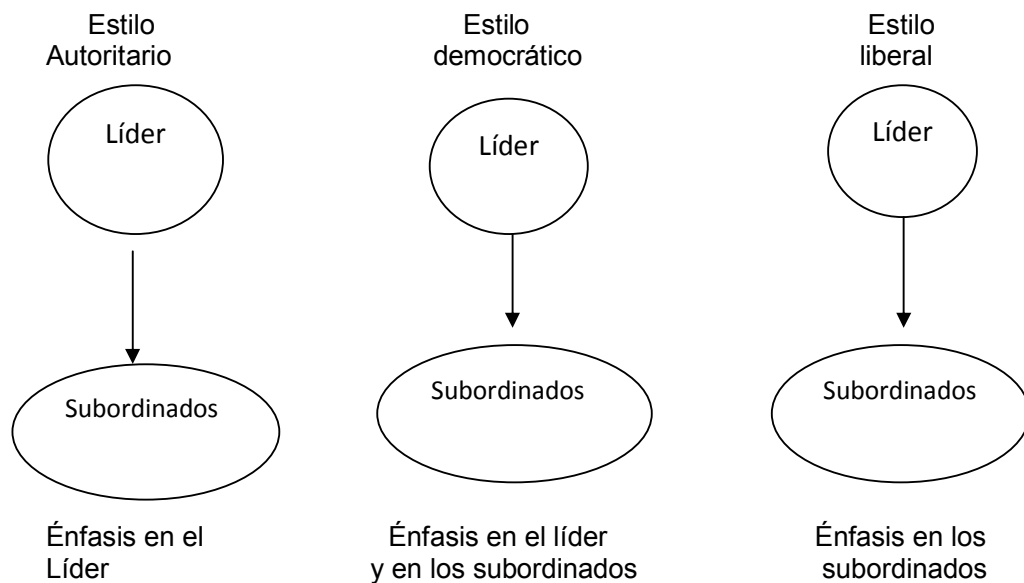 Estilo
Autoritario
Estilo
democrático
Estilo
liberal
Líder
Líder
Líder
Subordinados
Subordinados
Subordinados
Énfasis en el
Líder
Énfasis en el líder
y en los subordinados
Énfasis en los
subordinados